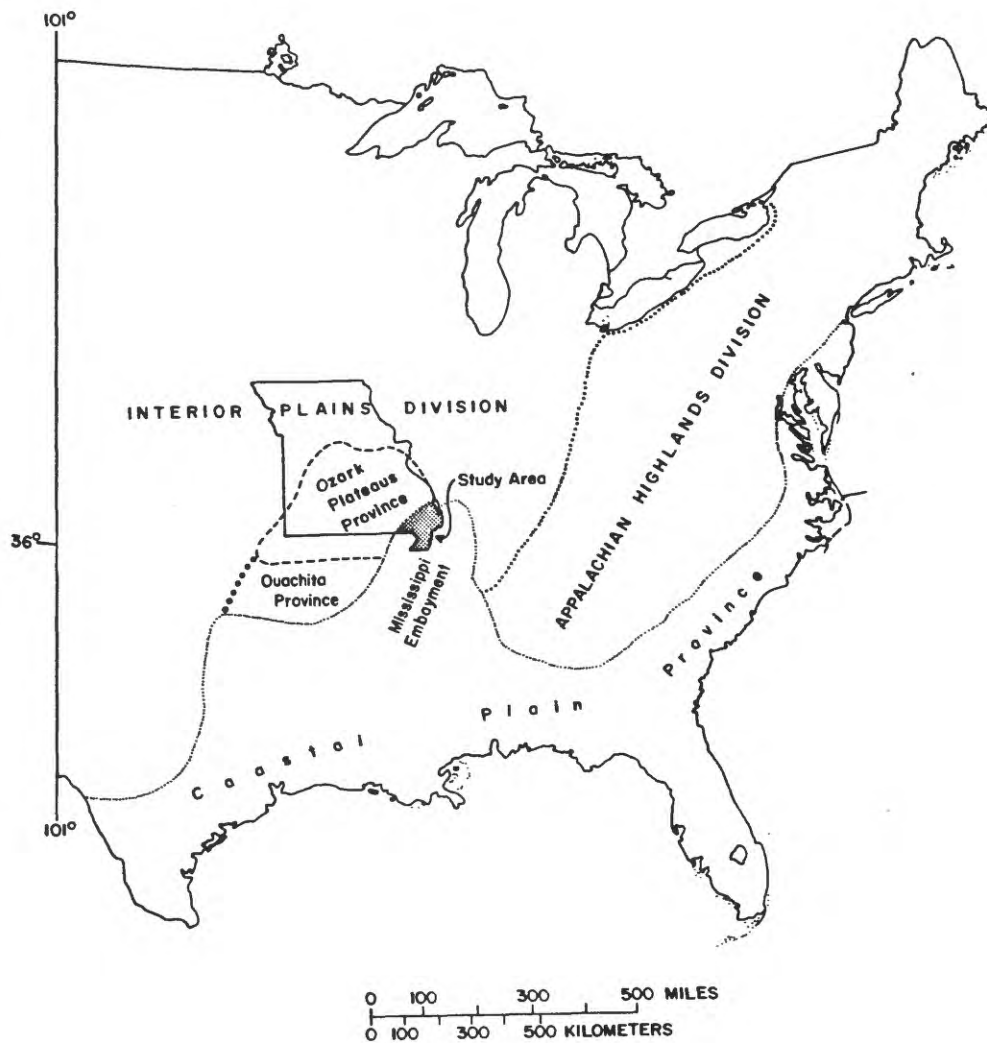 101°
INTERIOR PLAINS DIVISION
Ozark
Plateaus
Province
Study Area
36°
Ouachita
Province
Mississippi
Embayment
APPALACHIAN HIGHLANDS DIVISION
Coastal Plain Province
101°
0 100 300 500 MILES
0 100 300 500 KILOMETERS